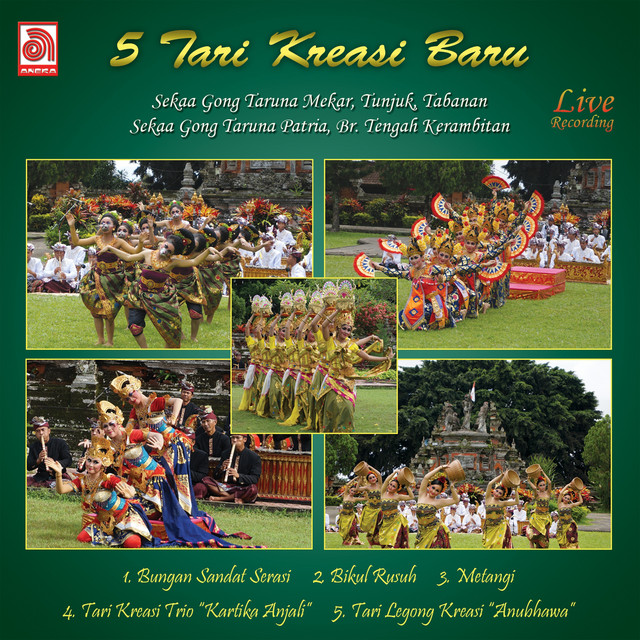 ANEKA
5 Tari Kreasi Baru
Sekaa Gong Taruna Mekar, Tunjuk, Tabanan
Sekaa Gong Taruna Patria, Br. Tengah Kerambitan
Live
Recording
1. Bungan Sandat Serasi 2. Bikul Rusuh 3. Metangi
4. Tari Kreasi Trio "Kartika Anjali" 5. Tari Legong Kreasi "Anubhawa"